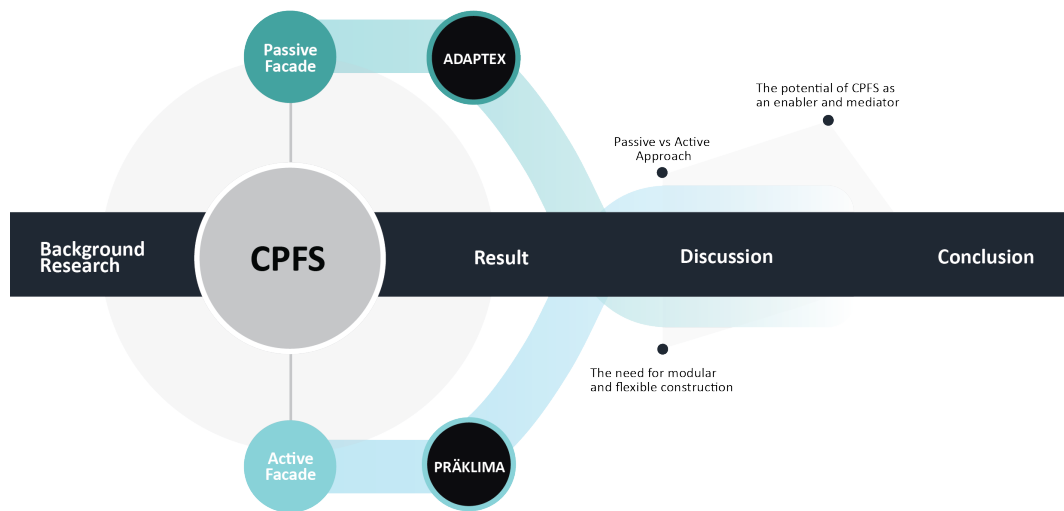 Passive
Facade
ADAPTEX
The potential of CPFS as
an enabler and mediator
Passive vs Active
Approach
Background
Research
CPFS
Result
Discussion
Conclusion
The need for modular
and flexible construction
Active
Facade
PRÄKLIMA